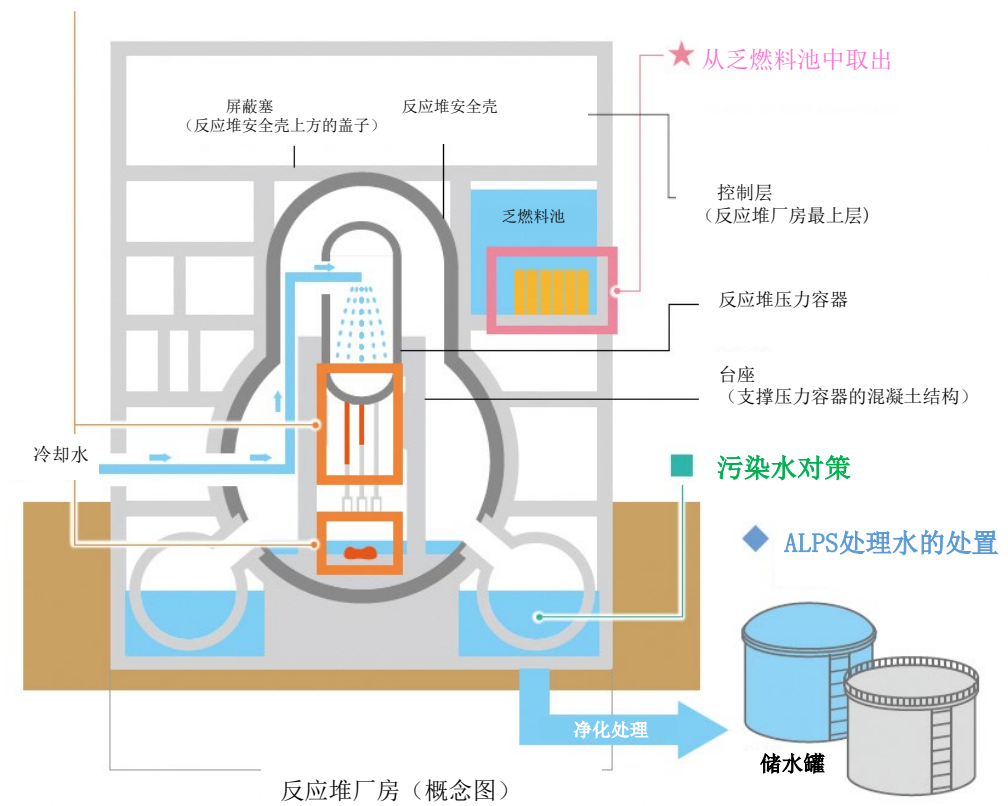 从乏燃料池中取出
屏蔽塞
（反应堆安全壳上方的盖子）
反应堆安全壳
控制层
（反应堆厂房最上层)
乏燃料池
反应堆压力容器
台座
（支撑压力容器的混凝土结构）
冷却水
污染水对策
ALPS处理水的处置
净化处理
储水罐
反应堆厂房（概念图）